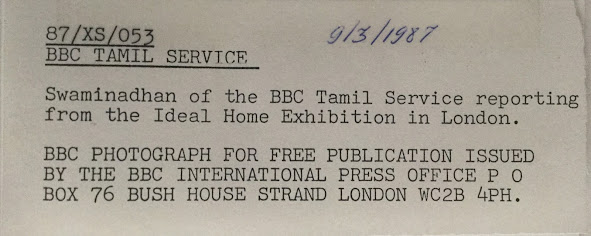 87/XS/053 9/3/1987
BBC TAMIL SERVICE
Swaminadhan of the BBC Tamil Service reporting
from the Ideal Home Exhibition in London.
BBC PHOTOGRAPH FOR FREE PUBLICATION ISSUED
BY THE BBC INTERNATIONAL PRESS OFFICE P O
BOX 76 BUSH HOUSE STRAND LONDON WC2B 4PH.